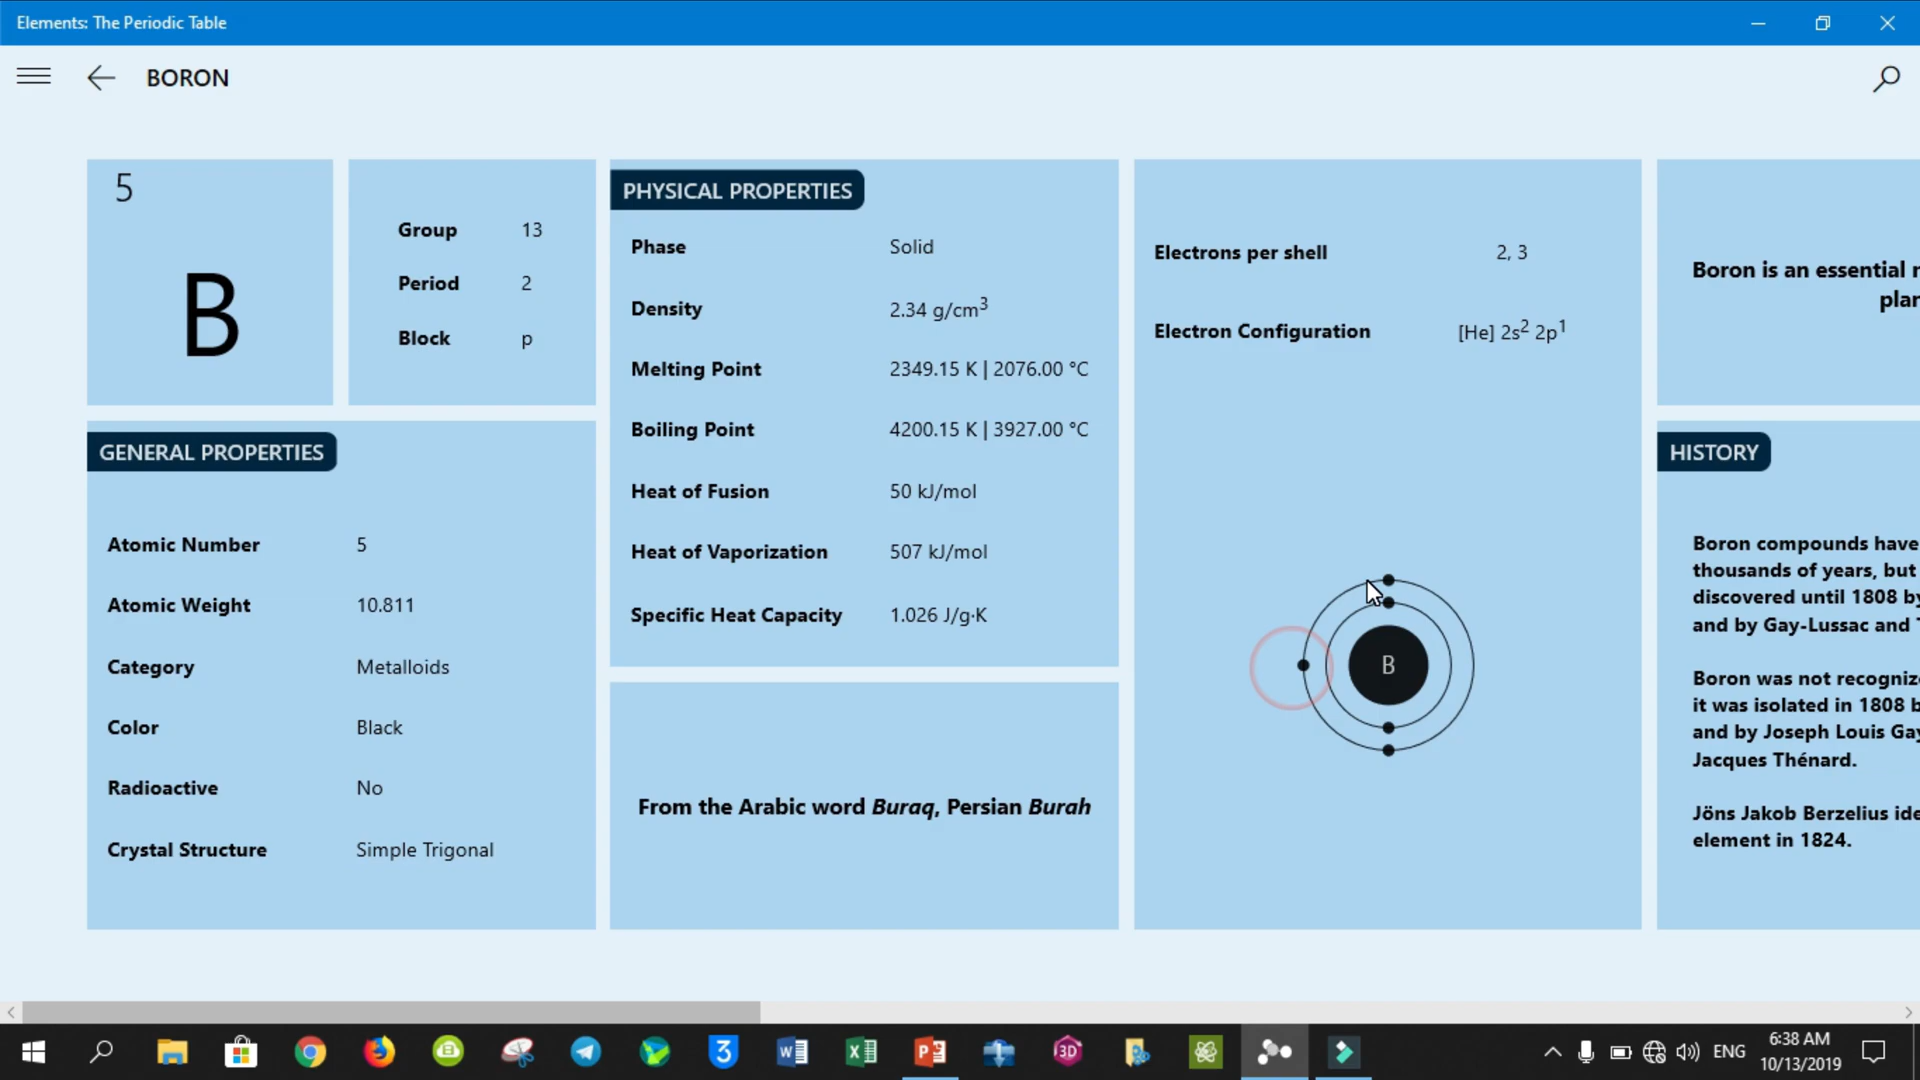 Elements: The Periodic Table
BORON
5
B
Group 13
Period 2
Block p
GENERAL PROPERTIES
Atomic Number 5
Atomic Weight 10.811
Category Metalloids
Color Black
Radioactive No
Crystal Structure Simple Trigonal
PHYSICAL PROPERTIES
Phase Solid
Density 2.34 g/cm³
Melting Point 2349.15 K | 2076.00 °C
Boiling Point 4200.15 K | 3927.00 °C
Heat of Fusion 50 kJ/mol
Heat of Vaporization 507 kJ/mol
Specific Heat Capacity 1.026 J/g·K
From the Arabic word Buraq, Persian Burah
Electrons per shell 2, 3
Electron Configuration [He] 2s² 2p¹
B
Boron is an essential
plan
HISTORY
Boron compounds have
thousands of years, but
discovered until 1808 by
and by Gay-Lussac and
Boron was not
it was isolated in 1808 b
and by Joseph Louis Gay
Jacques Thénard.
Jöns Jakob Berzelius ide
element in 1824.
3
3D
ENG
6:38 AM
10/13/2019